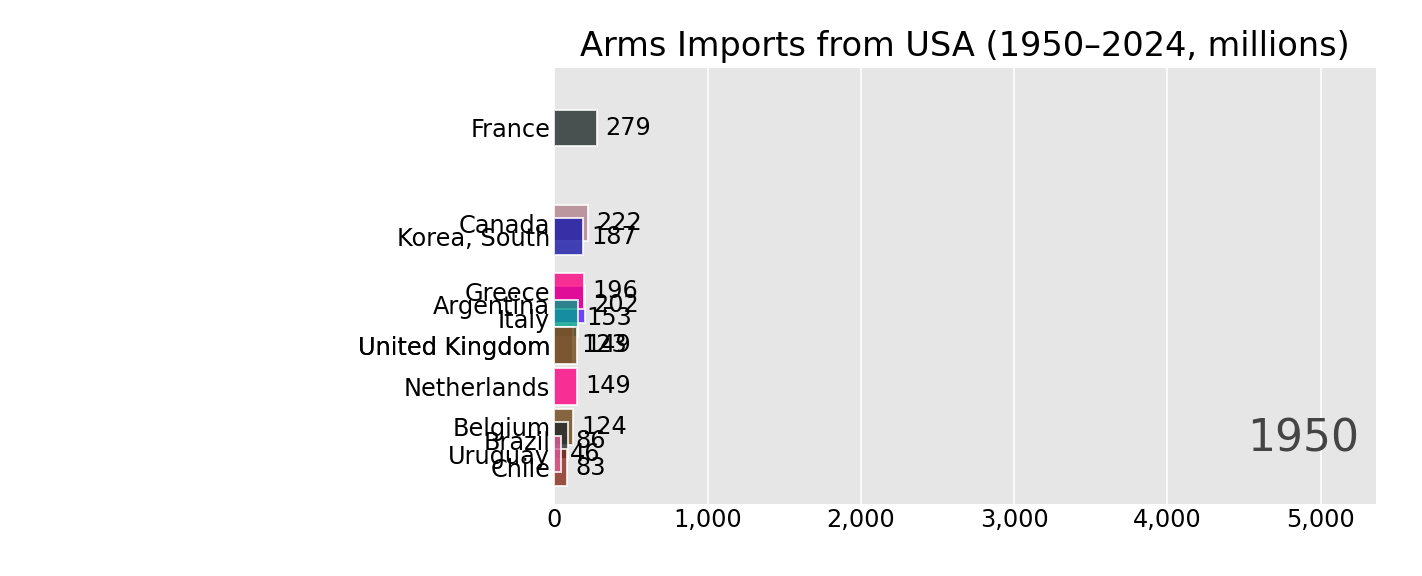 Arms Imports from USA (1950–2024, millions)
France 279
Canada 222
Korea, South 187
Greece 196
Argentina 202
Italy 153
United Kingdom 149
Netherlands 149
Belgium 124
Brazil 86
Uruguay 46
Chile 83
1950
0 1,000 2,000 3,000 4,000 5,000